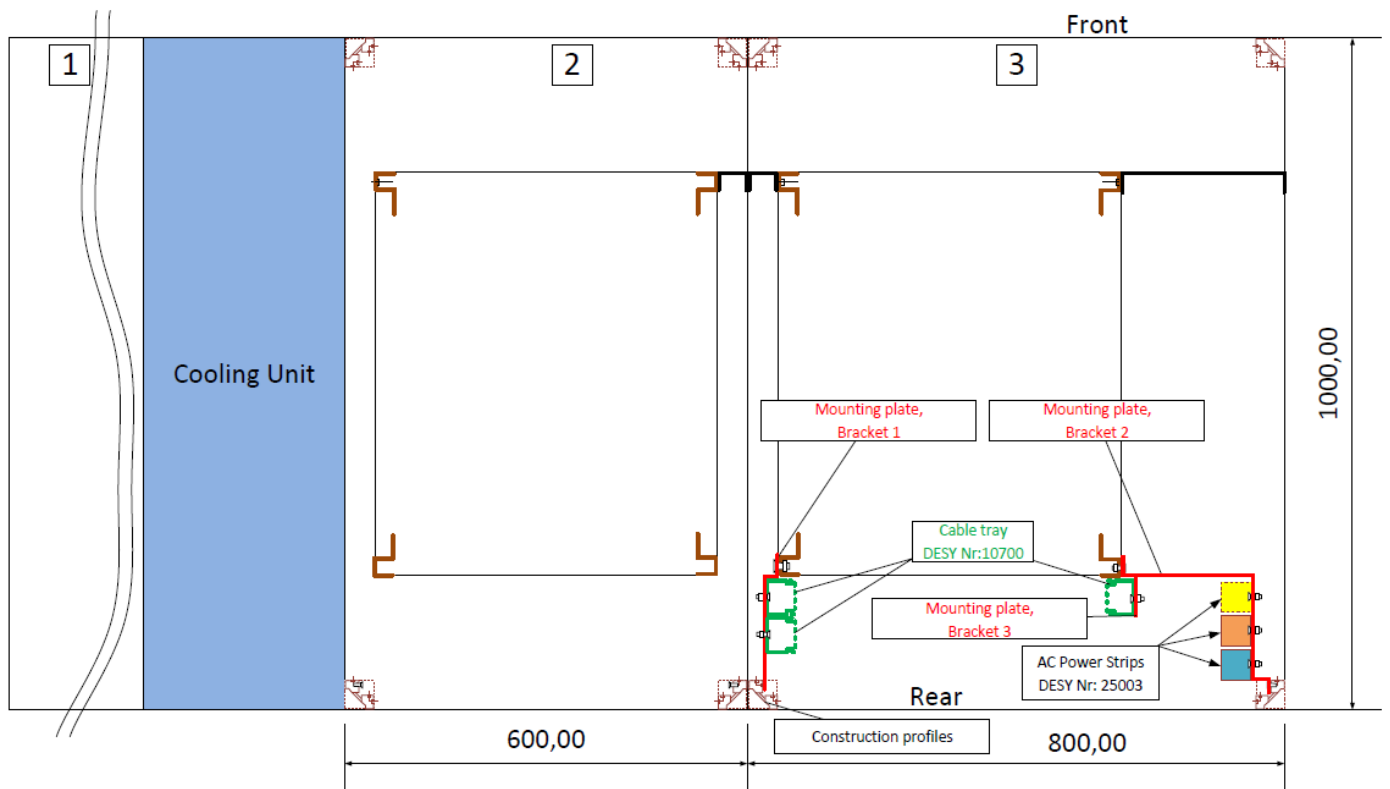 Front
1
2
3
Cooling Unit
1000,00
Mounting plate,
Bracket 1
Mounting plate,
Bracket 2
Cable tray
DESY Nr:10700
Mounting plate,
Bracket 3
AC Power Strips
DESY Nr: 25003
Rear
Construction profiles
600,00
800,00